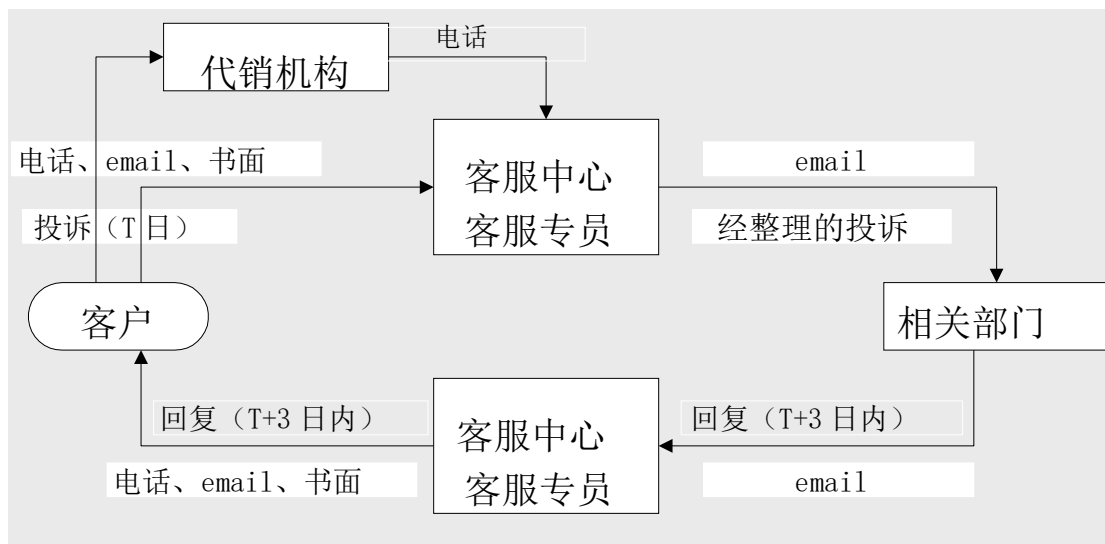 电话
代销机构
电话、email、书面
客服中心
客服专员
email
投诉（T 日）
经整理的投诉
客户
相关部门
回复（T+3 日内）
客服中心
客服专员
回复（T+3 日内）
电话、email、书面
email